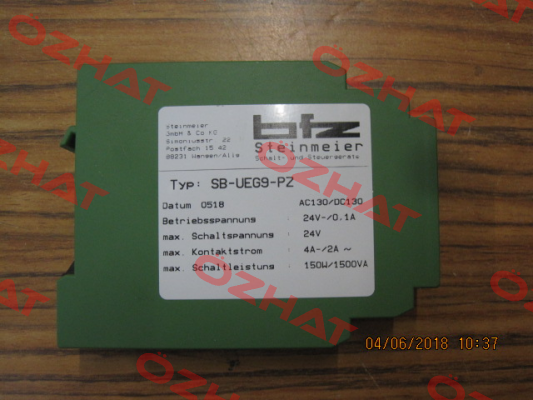 Steinmeier
GmbH & Co KG
Simoniusstr. 22
Postfach 15 42
88231 Wangen/Allg
bfz
Steinmeier
Schalt- und Steuergeräte
Typ: SB-UEG9-PZ
Datum 0518 AC130/DC130
Betriebsspannung : 24V-/0.1A
max. Schaltspannung : 24V
max. Kontaktstrom : 4A-/2A ~
max. Schaltleistung : 150W/1500VA
04/06/2018 10:37
OZHAT
OZHAT
OZHAT
OZHAT
OZHAT